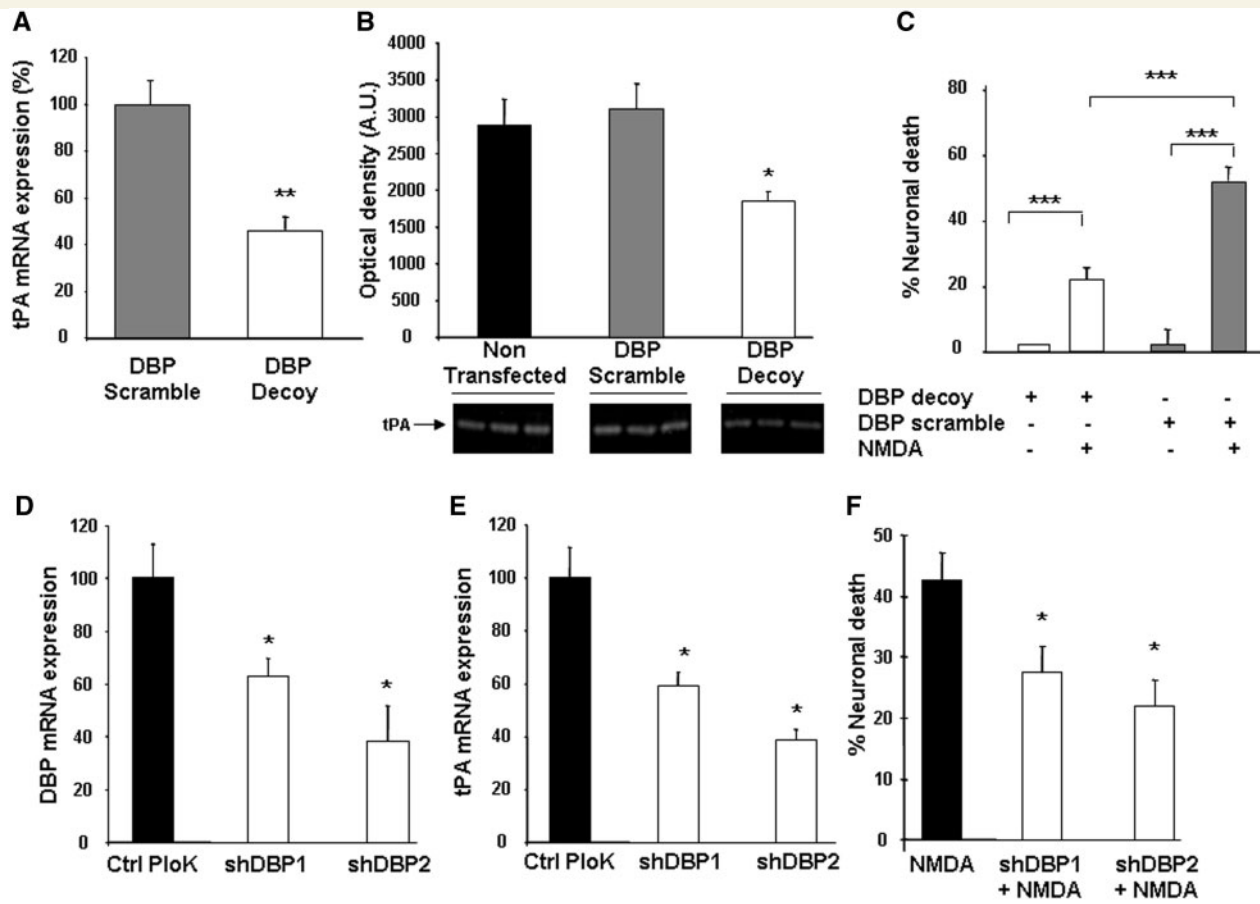 A
tPA mRNA expression (%)
120
100
80
60
40
20
0
**
DBP Scramble
DBP Decoy
B
Optical density (A.U.)
4000
3500
3000
2500
2000
1500
1000
500
0
*
Non Transfected
DBP Scramble
DBP Decoy
tPA
C
% Neuronal death
80
60
40
20
0
***
***
***
DBP decoy + + - -
DBP scramble - - + +
NMDA - + - +
D
DBP mRNA expression
120
100
80
60
40
20
0
*
*
Ctrl PloK shDBP1 shDBP2
E
tPA mRNA expression
120
100
80
60
40
20
0
*
*
Ctrl PloK shDBP1 shDBP2
F
% Neuronal death
50
40
30
20
10
0
*
*
NMDA
shDBP1 + NMDA
shDBP2 + NMDA